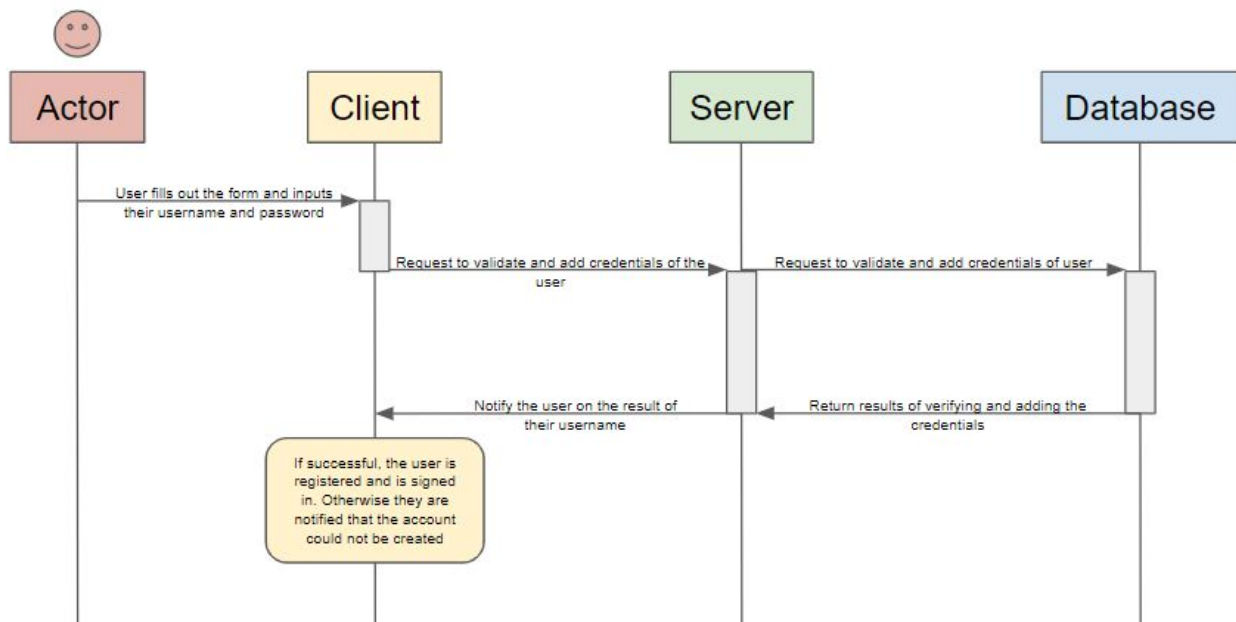 Actor
Client
Server
Database
User fills out the form and inputs
their username and password
Request to validate and add credentials of the
user
Request to validate and add credentials of user
Notify the user on the result of
their username
Return results of verifying and adding the
credentials
If successful, the user is
registered and is signed
in. Otherwise they are
notified that the account
could not be created